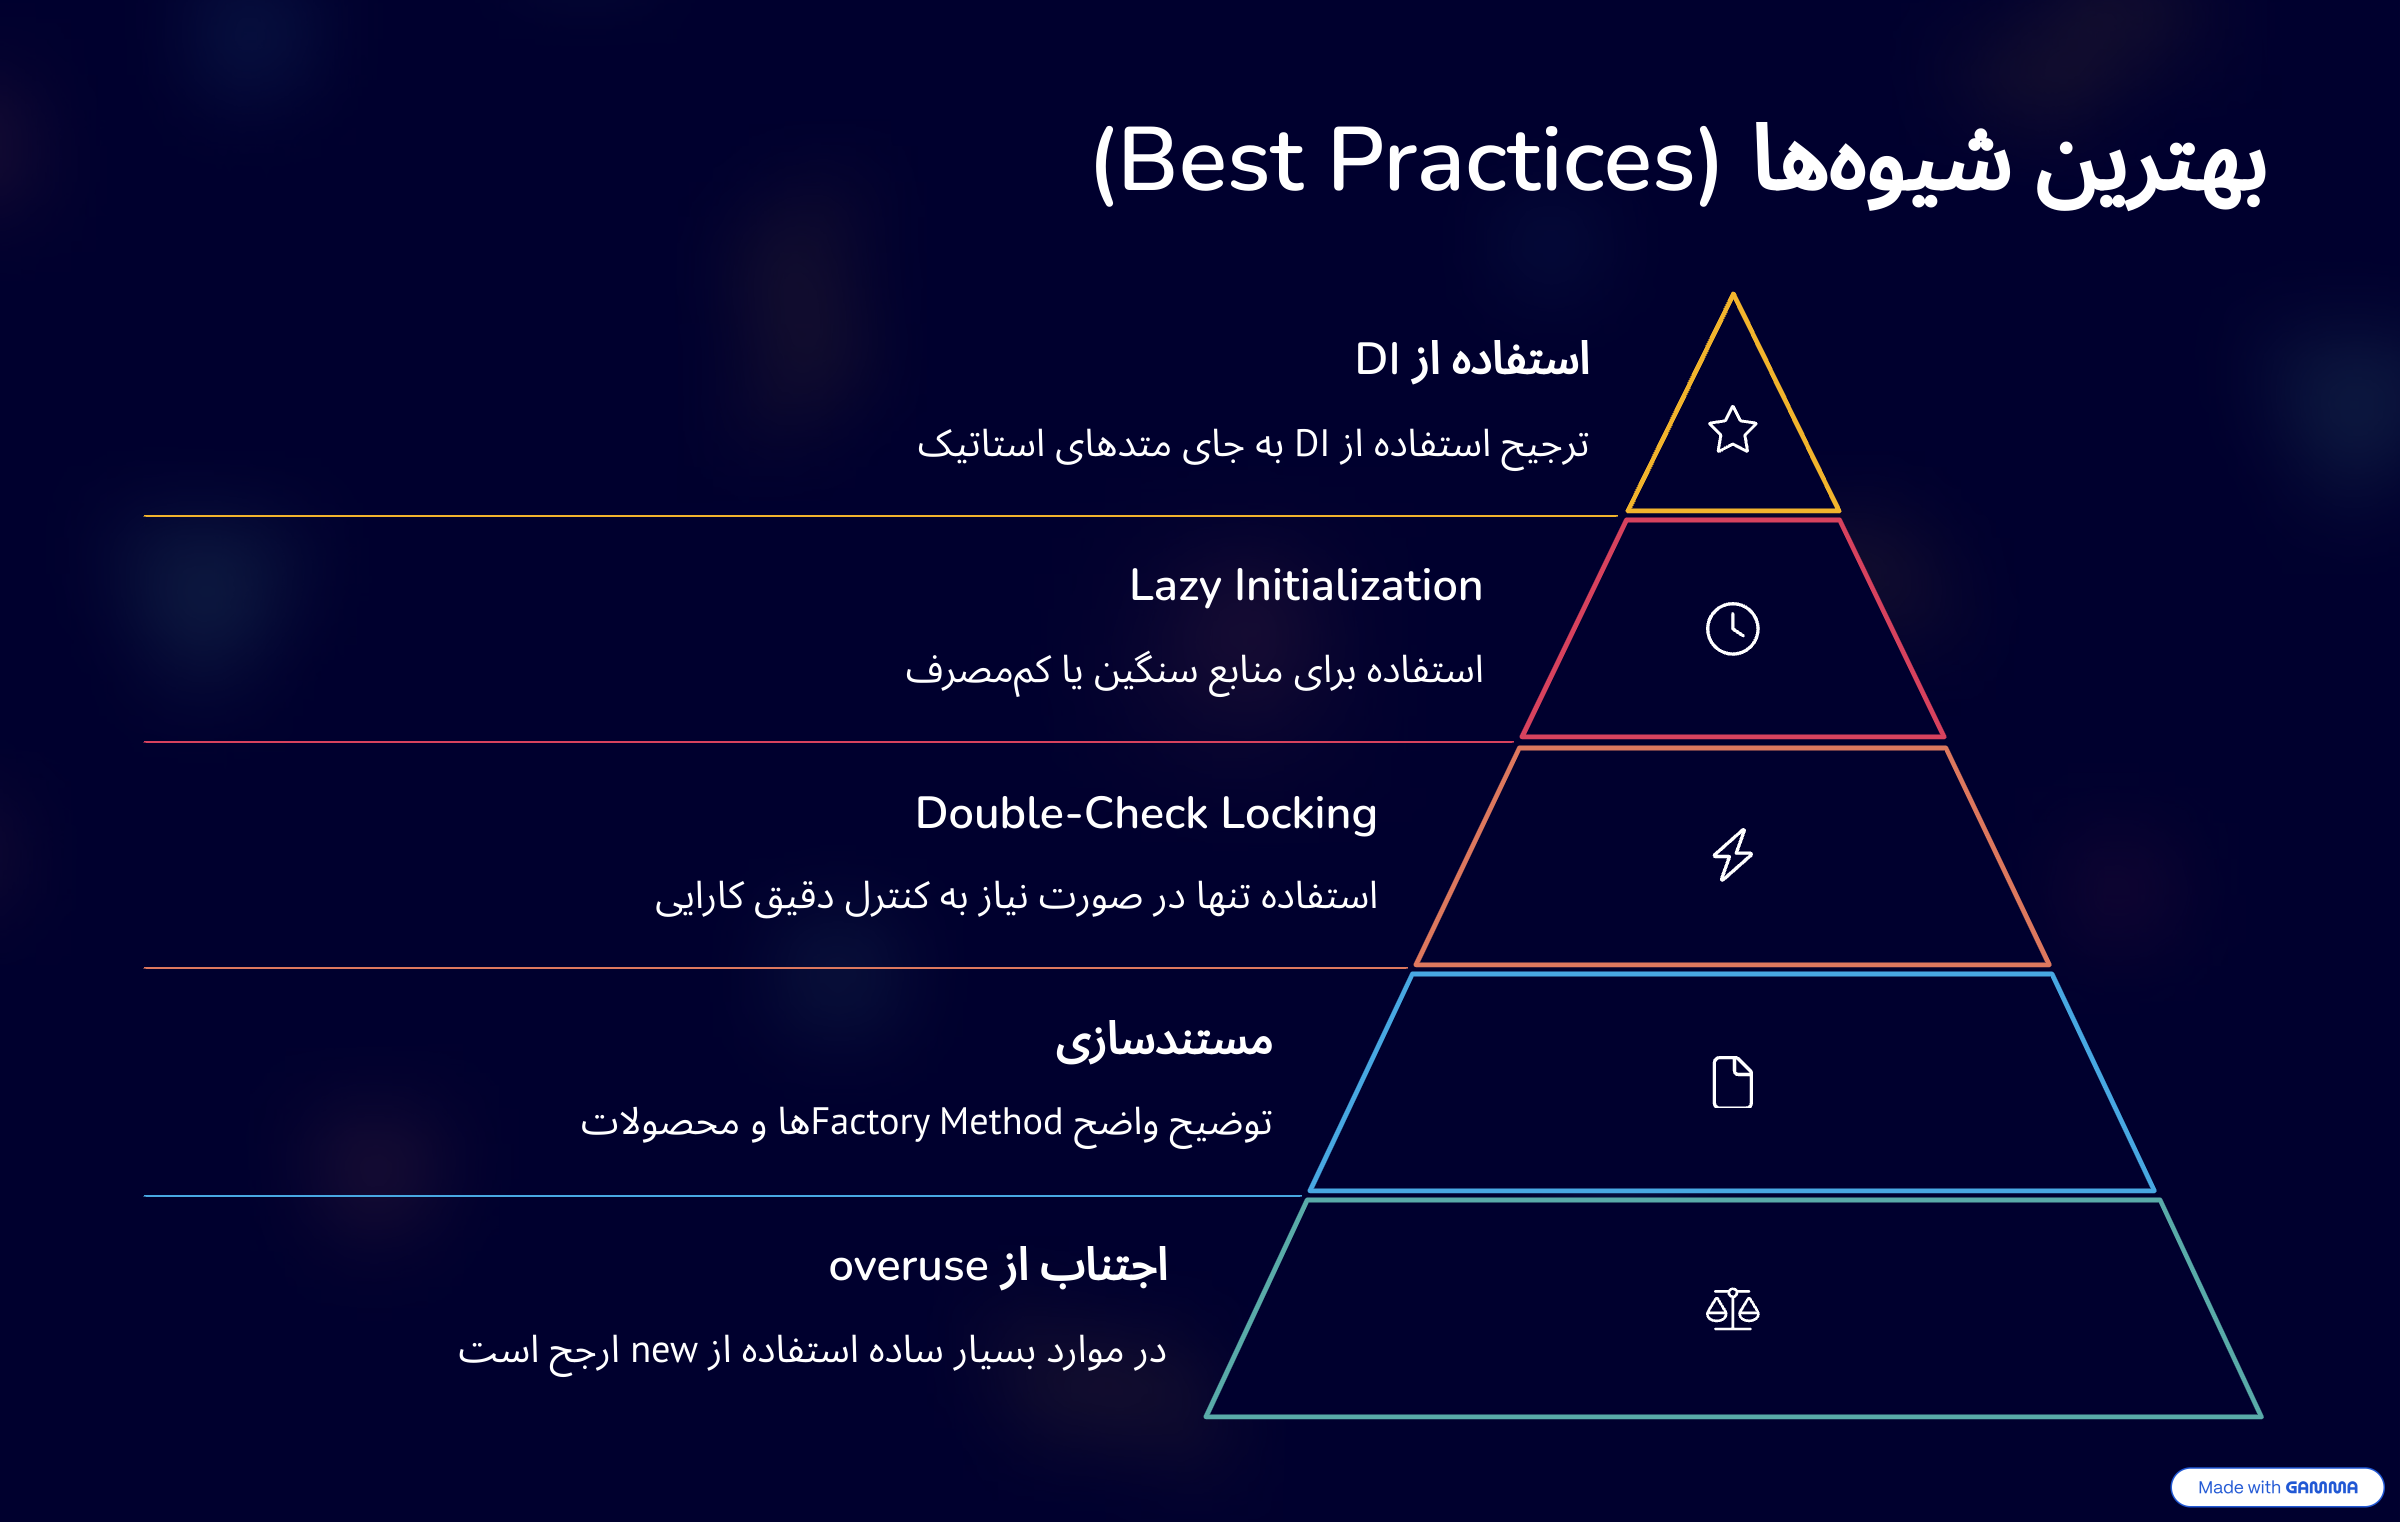 بهترین شیوه‌ها (Best Practices)
استفاده از DI
ترجیح استفاده از DI به جای متدهای استاتیک
Lazy Initialization
استفاده برای منابع سنگین یا کم‌مصرف
Double-Check Locking
استفاده تنها در صورت نیاز به کنترل دقیق کارایی
مستندسازی
توضیح واضح Factory Methodها و محصولات
اجتناب از overuse
در موارد بسیار ساده استفاده از new ارجح است
Made with GAMMA